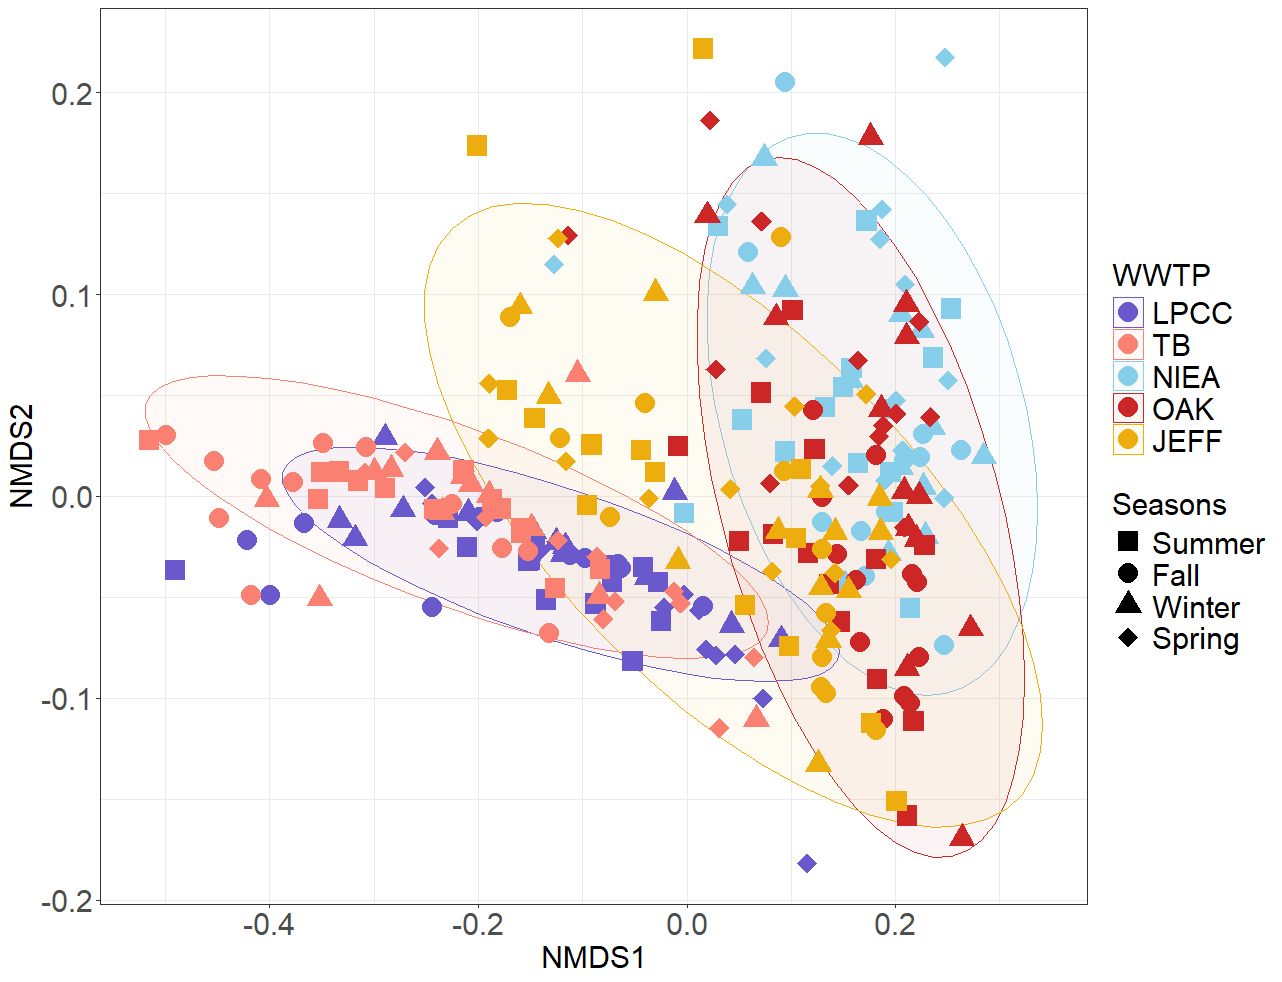 0.2
0.1
0.0
-0.1
-0.2
NMDS2
-0.4
-0.2
0.0
0.2
NMDS1
WWTP
LPCC
TB
NIEA
OAK
JEFF
Seasons
Summer
Fall
Winter
Spring